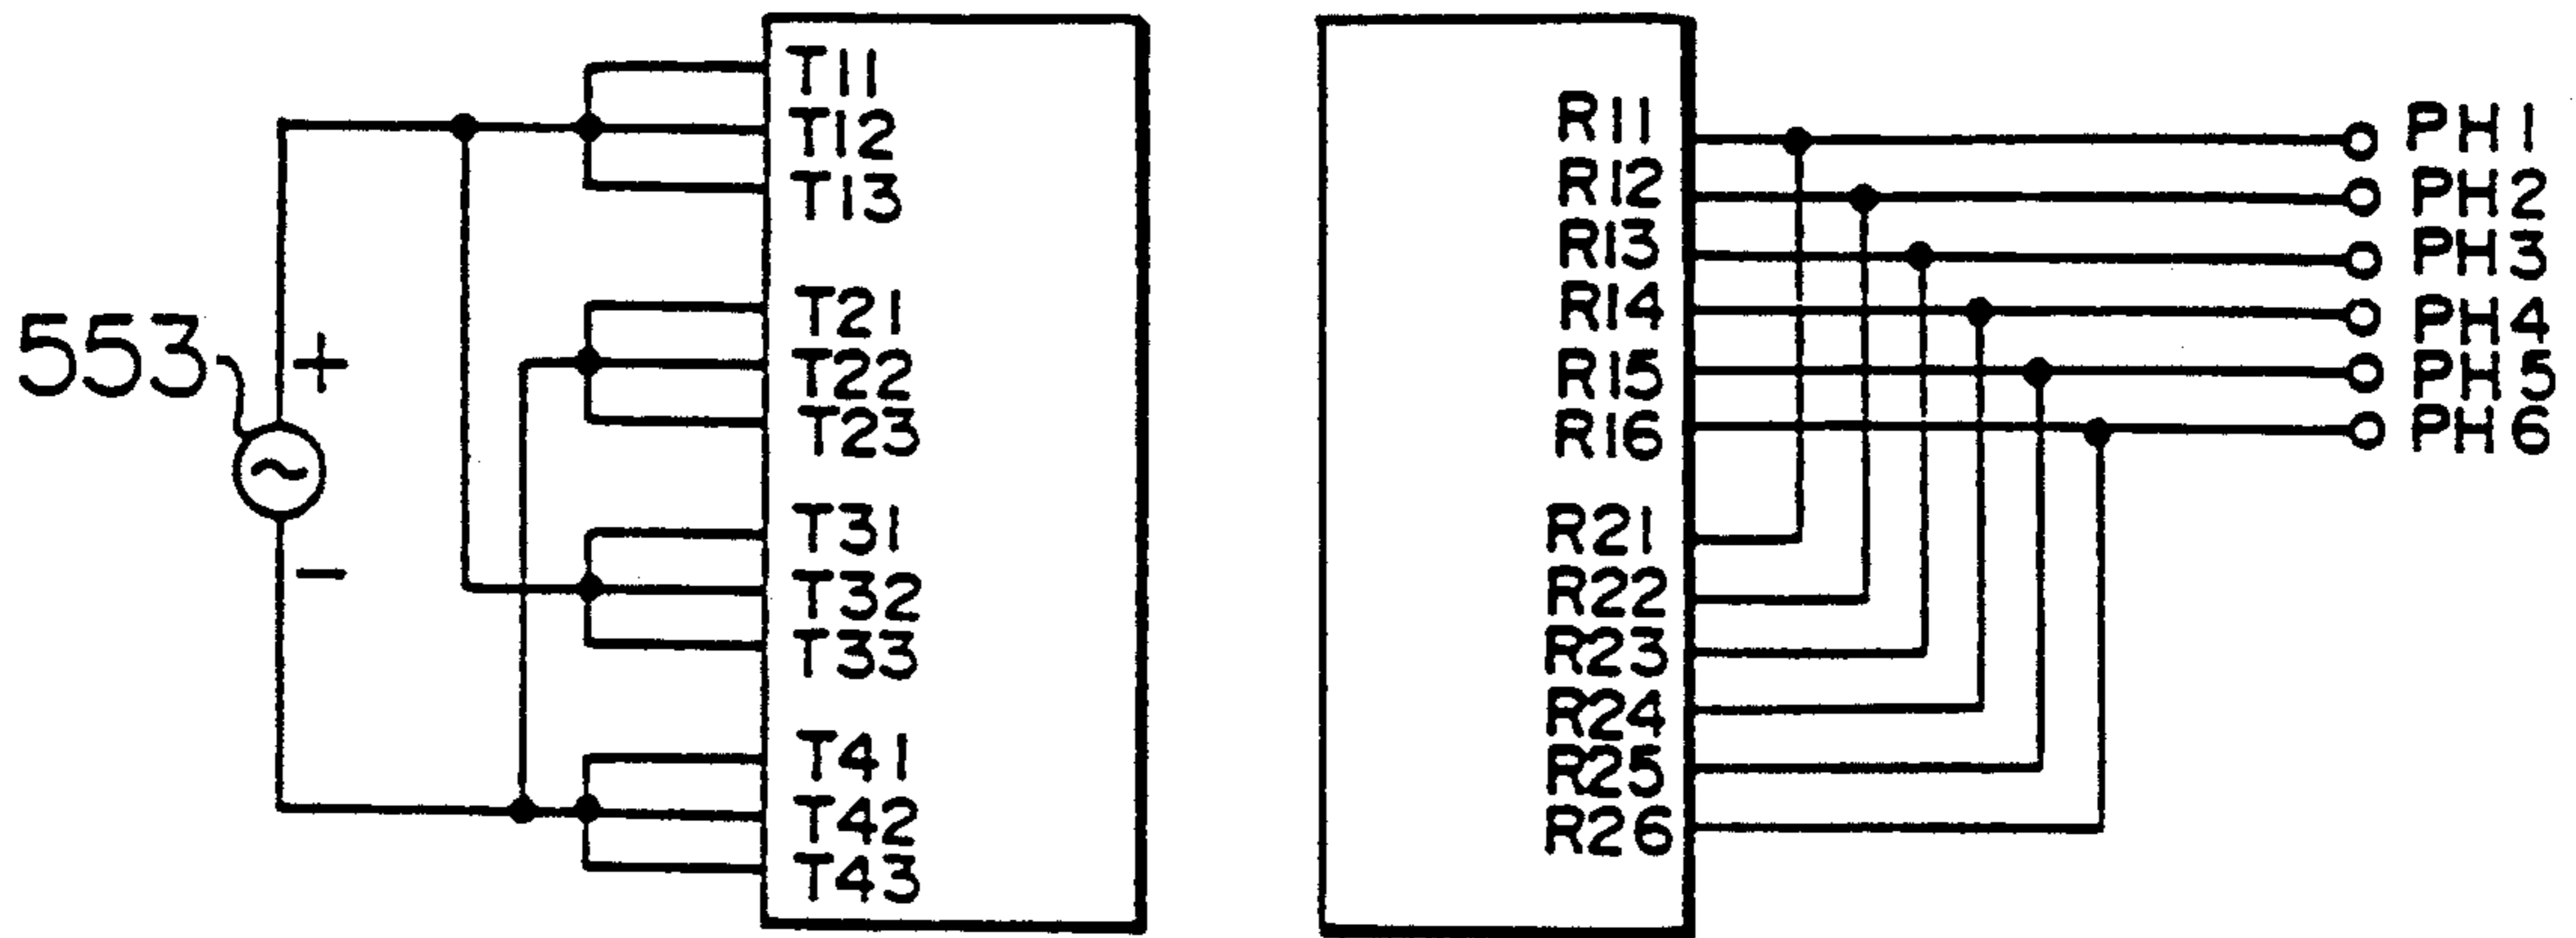 553
+
−
T11
T12
T13
T21
T22
T23
T31
T32
T33
T41
T42
T43
R11
R12
R13
R14
R15
R16
R21
R22
R23
R24
R25
R26
PH1
PH2
PH3
PH4
PH5
PH6